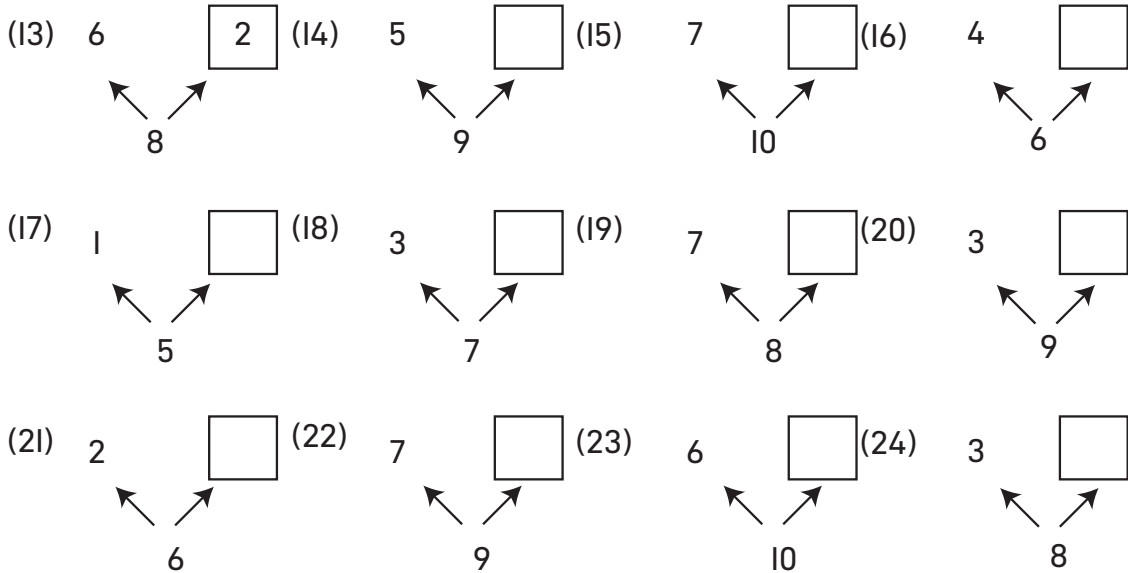 (13) 6 2 (14) 5 (15) 7 (16) 4
8 9 10 6
(17) 1 (18) 3 (19) 7 (20) 3
5 7 8 9
(21) 2 (22) 7 (23) 6 (24) 3
6 9 10 8